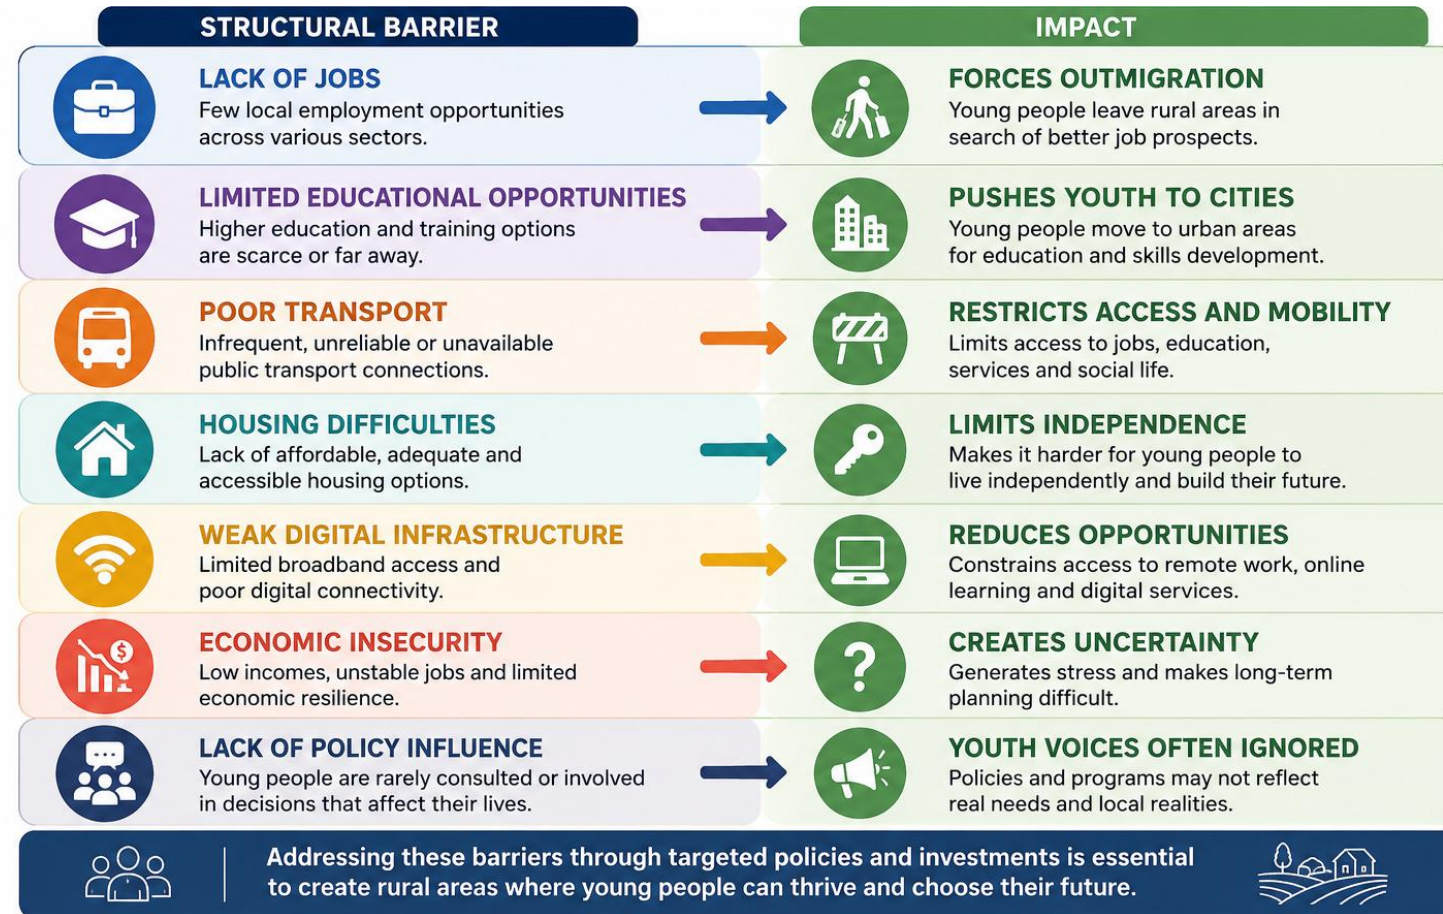 STRUCTURAL BARRIER
IMPACT
LACK OF JOBS
Few local employment opportunities
across various sectors.
FORCES OUTMIGRATION
Young people leave rural areas in
search of better job prospects.
LIMITED EDUCATIONAL OPPORTUNITIES
Higher education and training options
are scarce or far away.
PUSHES YOUTH TO CITIES
Young people move to urban areas
for education and skills development.
POOR TRANSPORT
Infrequent, unreliable or unavailable
public transport connections.
RESTRICTS ACCESS AND MOBILITY
Limits access to jobs, education,
services and social life.
HOUSING DIFFICULTIES
Lack of affordable, adequate and
accessible housing options.
LIMITS INDEPENDENCE
Makes it harder for young people to
live independently and build their future.
WEAK DIGITAL INFRASTRUCTURE
Limited broadband access and
poor digital connectivity.
REDUCES OPPORTUNITIES
Constrains access to remote work, online
learning and digital services.
ECONOMIC INSECURITY
Low incomes, unstable jobs and limited
economic resilience.
CREATES UNCERTAINTY
Generates stress and makes long-term
planning difficult.
LACK OF POLICY INFLUENCE
Young people are rarely consulted or involved
in decisions that affect their lives.
YOUTH VOICES OFTEN IGNORED
Policies and programs may not reflect
real needs and local realities.
Addressing these barriers through targeted policies and investments is essential
to create rural areas where young people can thrive and choose their future.